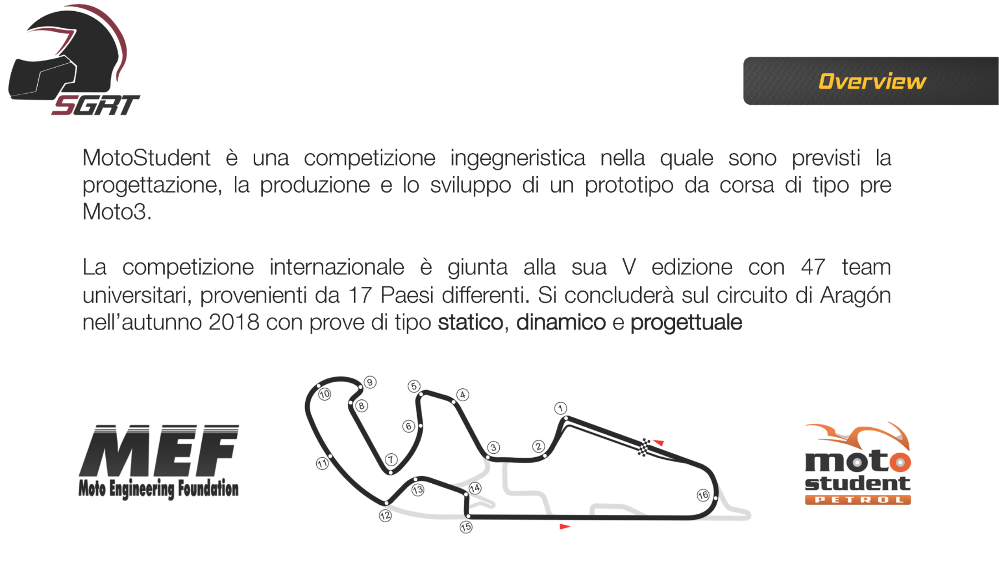 SGRT
Overview
MotoStudent è una competizione ingegneristica nella quale sono previsti la
progettazione, la produzione e lo sviluppo di un prototipo da corsa di tipo pre
Moto3.
La competizione internazionale è giunta alla sua V edizione con 47 team
universitari, provenienti da 17 Paesi differenti. Si concluderà sul circuito di Aragón
nell’autunno 2018 con prove di tipo statico, dinamico e progettuale
MEF
Moto Engineering Foundation
1
2
3
4
5
6
7
8
9
10
11
12
13
14
15
16
moto
student
PETROL